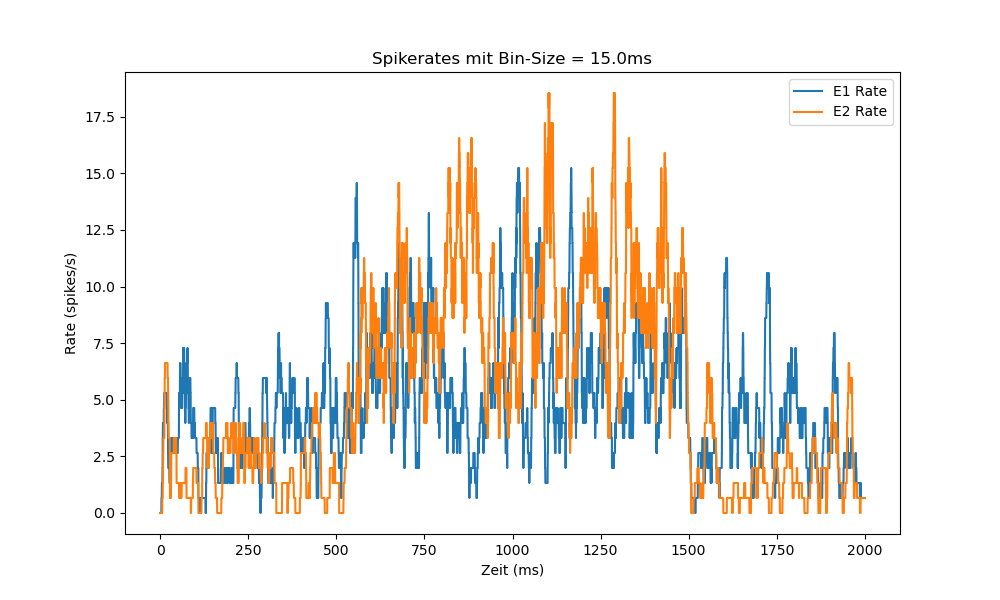 Spikerates mit Bin-Size = 15.0ms
E1 Rate
E2 Rate
Rate (spikes/s)
17.5
15.0
12.5
10.0
7.5
5.0
2.5
0.0
0 250 500 750 1000 1250 1500 1750 2000
Zeit (ms)